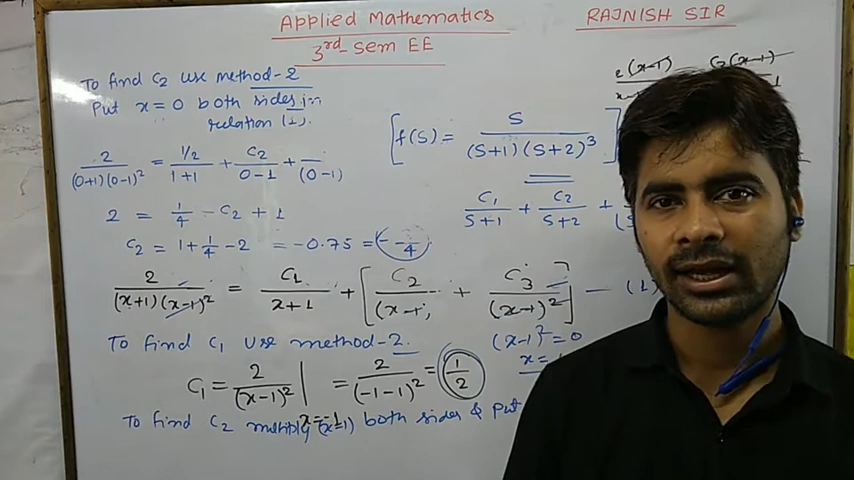 Applied Mathematics
RAJNISH SIR
3rd Sem EE
To find C2 use method-2
Put x=0 both sides in
relation (1).
2/(0+1)(0-1)² = 1/2/1+1 + C2/0-1 + /(0-1)
2 = 1/4 - C2 + 1
C2 = 1+1/4-2 = -0.75 =
[f(S) = S/(S+1)(S+2)³]
C1/S+1 + C2/S+2 +
2/(x+1)(x-1)² = C1/x+1 + [C2/(x-1) + C3/(x-1)²] — (1)
To find C1 use method-2.
(x-1)²=0
C1 = 2/(x-1)²| x=-1 = 2/(-1-1)² = 1/2
To find C2 multiply (x-1) both sides & Put